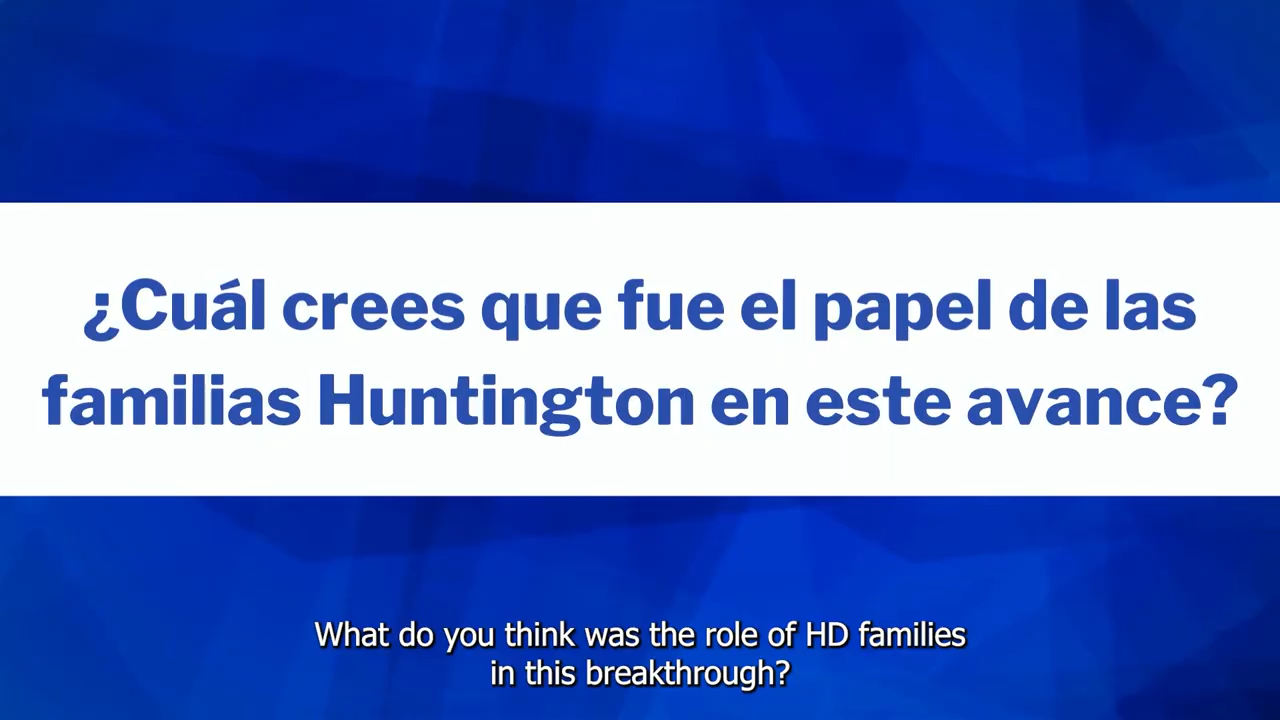 ¿Cuál crees que fue el papel de las
familias Huntington en este avance?
What do you think was the role of HD families
in this breakthrough?